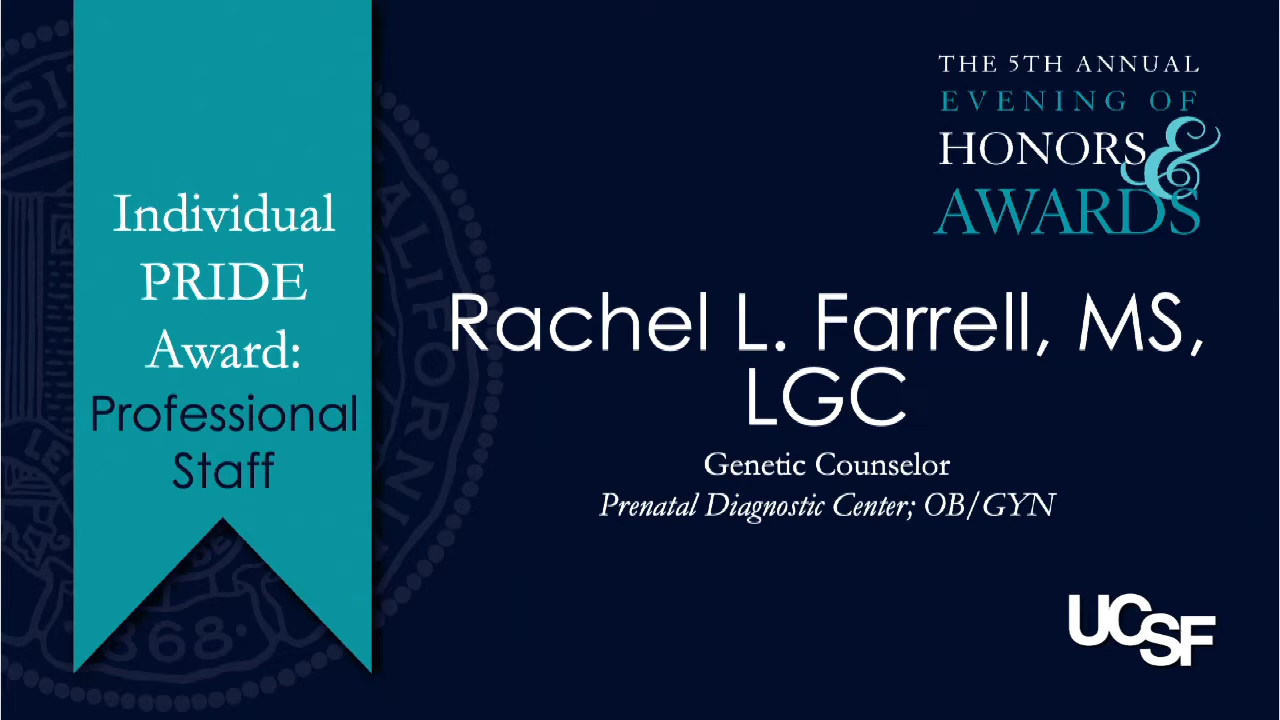 THE 5TH ANNUAL
EVENING OF
HONORS &
AWARDS
Individual
PRIDE
Award:
Professional
Staff
Rachel L. Farrell, MS,
LGC
Genetic Counselor
Prenatal Diagnostic Center; OB/GYN
UCSF